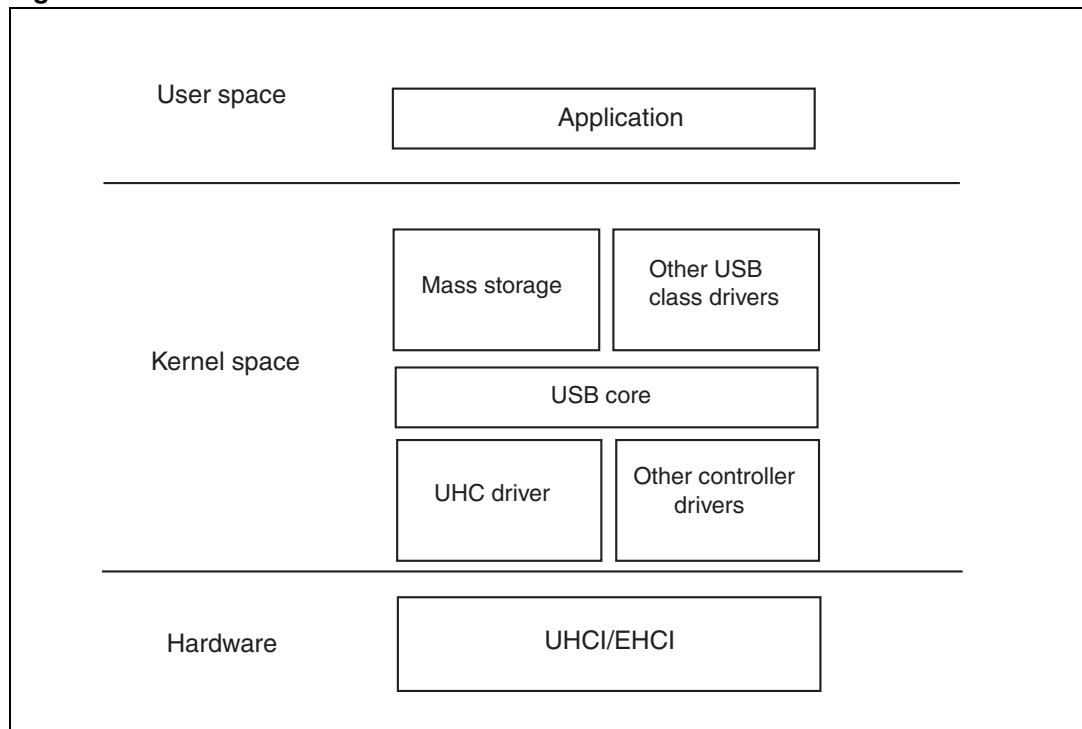 User space
Application
Mass storage
Other USB
class drivers
Kernel space
USB core
UHC driver
Other controller
drivers
Hardware
UHCI/EHCI